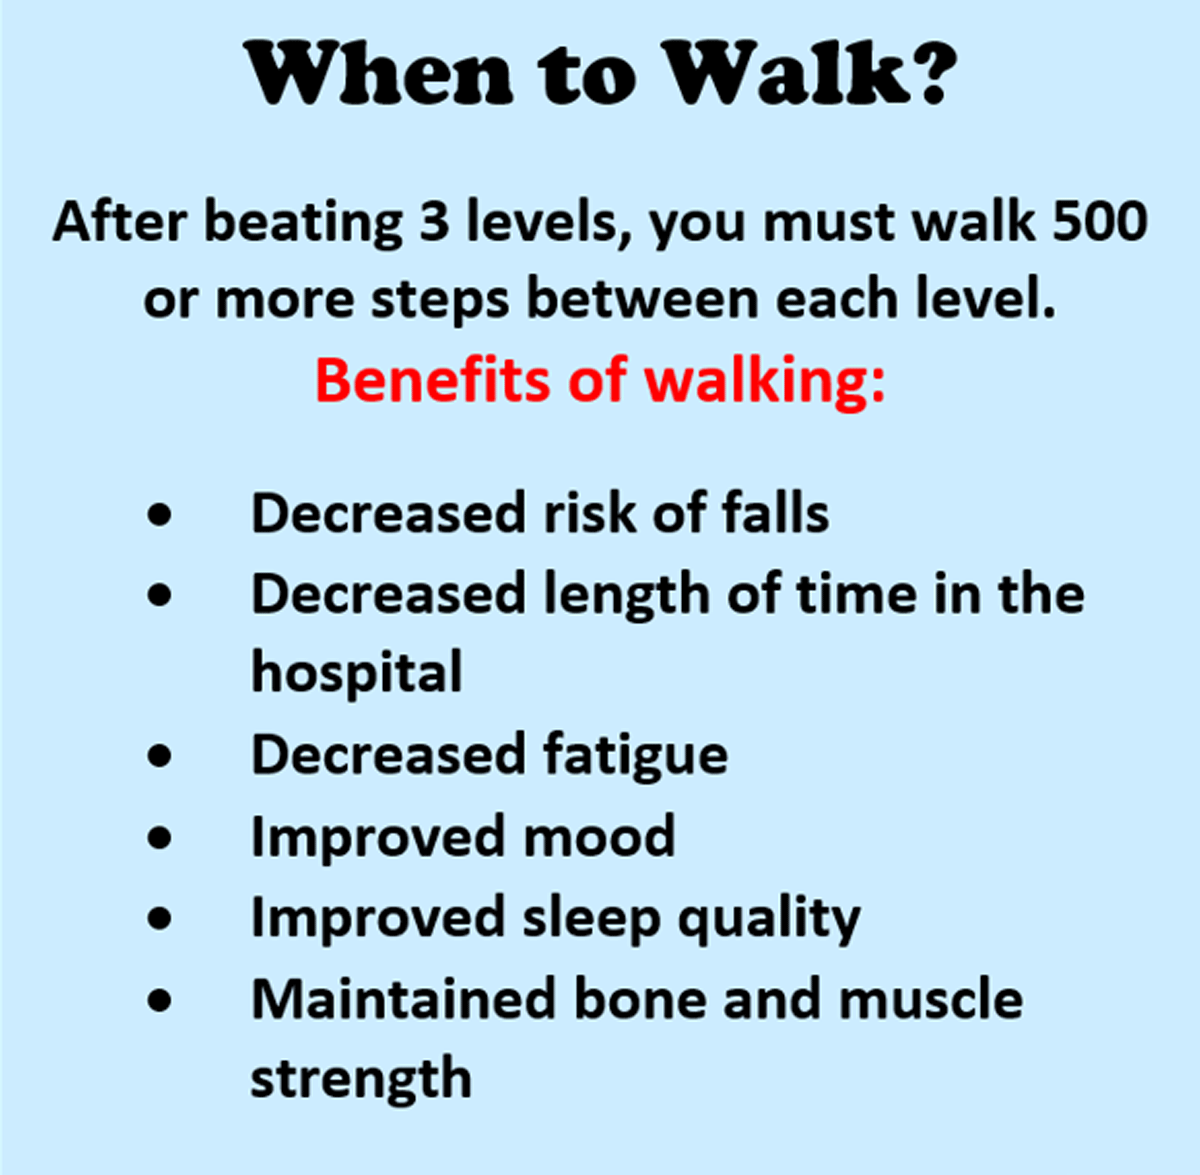 When to Walk?
After beating 3 levels, you must walk 500
or more steps between each level.
Benefits of walking:
• Decreased risk of falls
• Decreased length of time in the
hospital
• Decreased fatigue
• Improved mood
• Improved sleep quality
• Maintained bone and muscle
strength